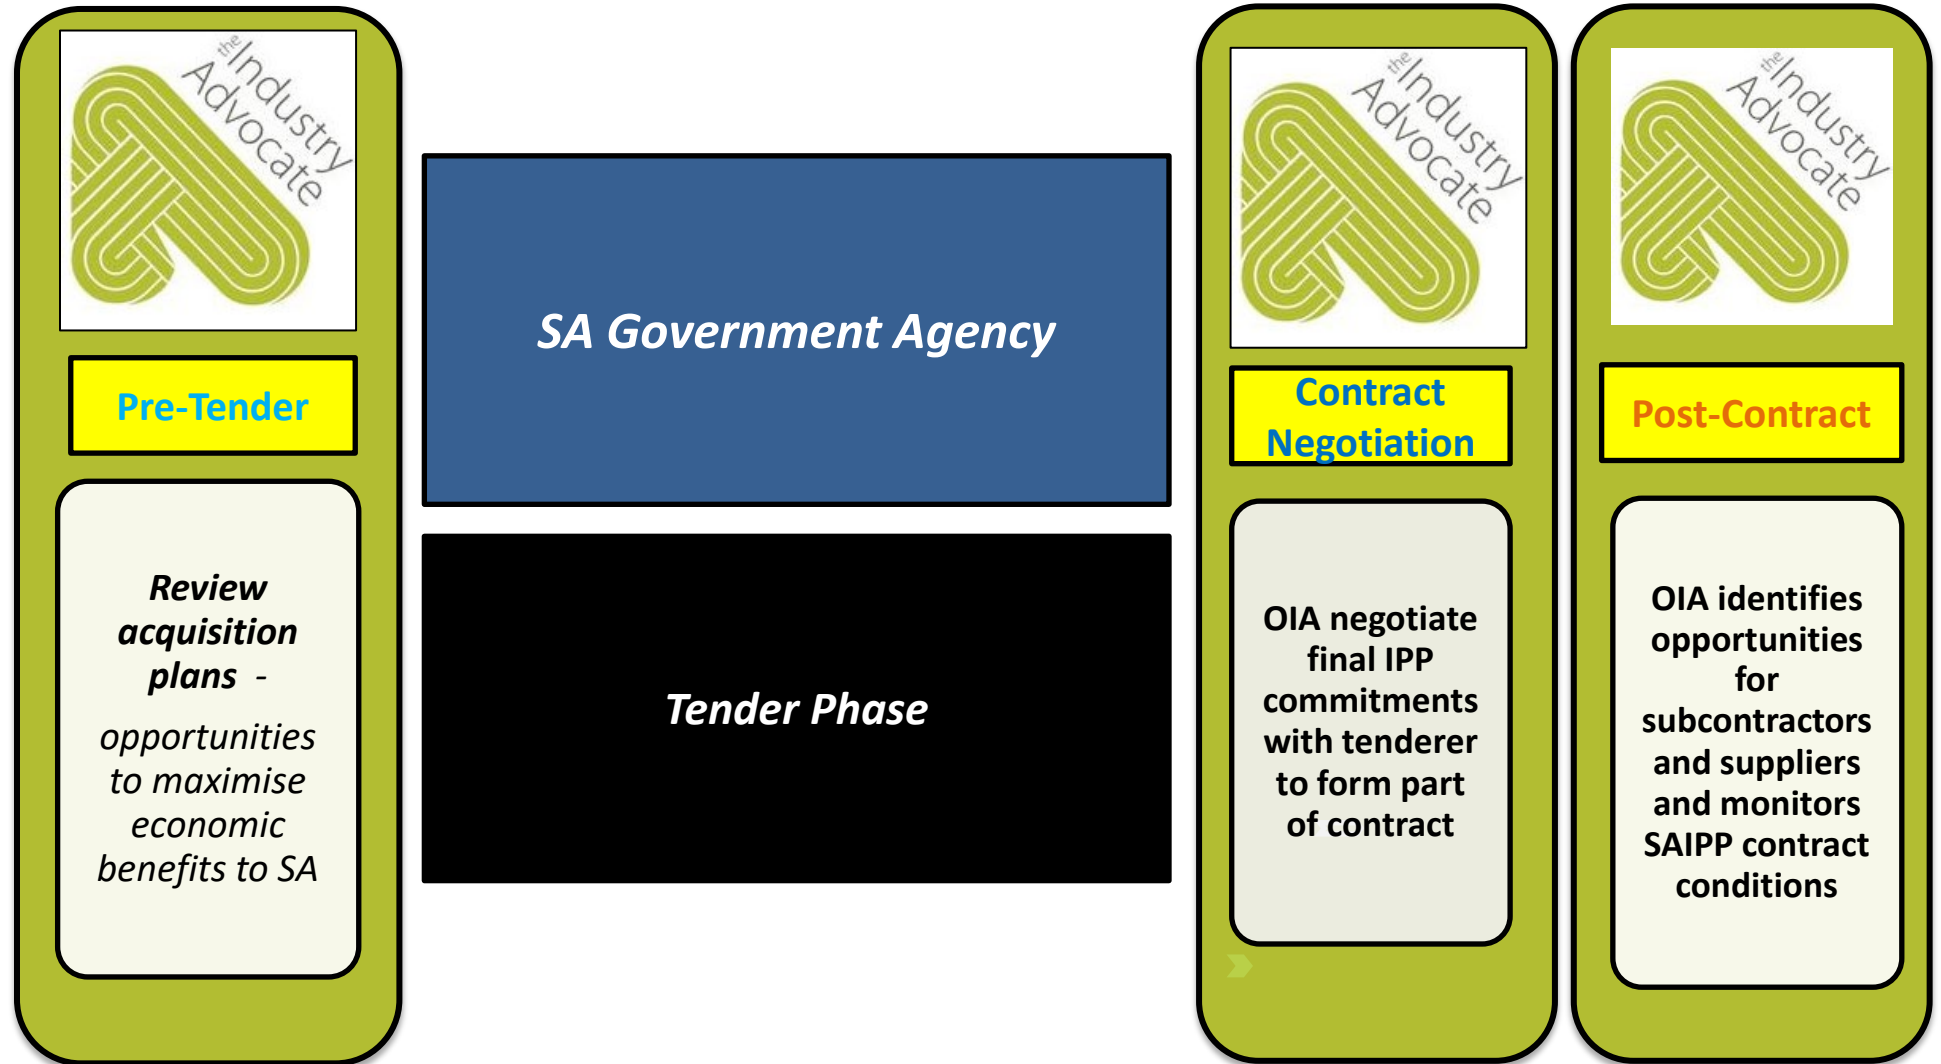 the Industry
Advocate
Pre-Tender
Review
acquisition
plans -
opportunities
to maximise
economic
benefits to SA
SA Government Agency
Tender Phase
the Industry
Advocate
Contract
Negotiation
OIA negotiate
final IPP
commitments
with tenderer
to form part
of contract
the Industry
Advocate
Post-Contract
OIA identifies
opportunities
for
subcontractors
and suppliers
and monitors
SAIPP contract
conditions